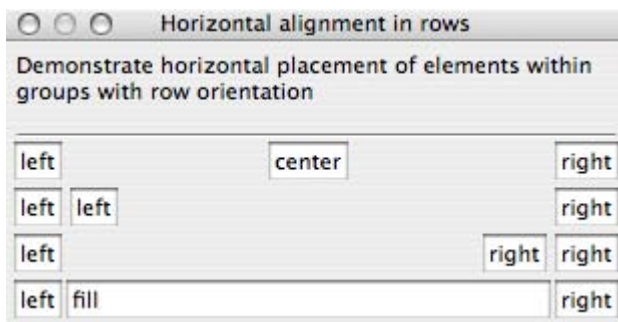 Horizontal alignment in rows
Demonstrate horizontal placement of elements within
groups with row orientation
left center right
left left right
left right right
left fill right